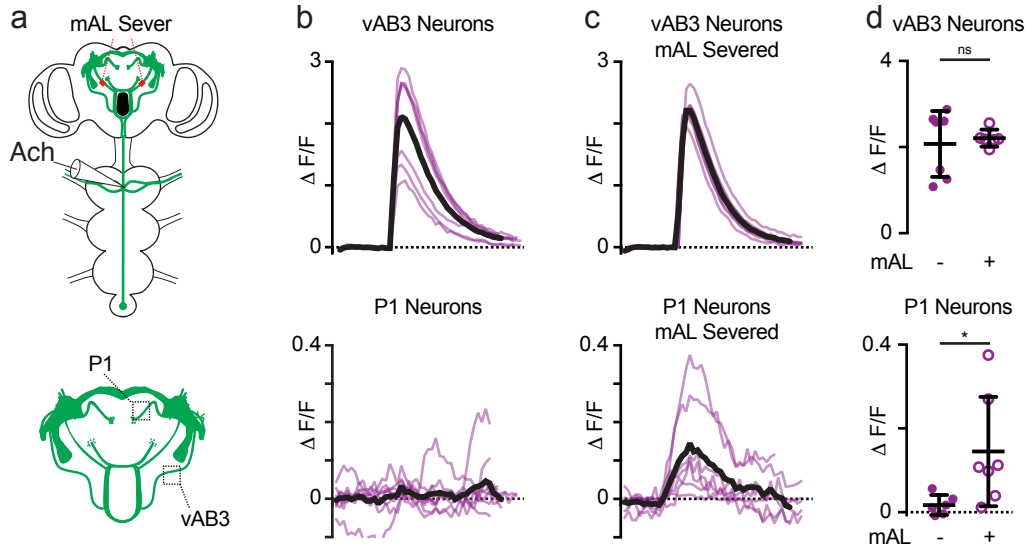 a
mAL Sever
Ach
P1
vAB3
b
vAB3 Neurons
3
Δ F/F
0
P1 Neurons
0.4
Δ F/F
0
c
vAB3 Neurons
mAL Severed
3
Δ F/F
0
P1 Neurons
mAL Severed
0.4
Δ F/F
0
d
vAB3 Neurons
4
ns
2
Δ F/F
0
mAL - +
P1 Neurons
0.4
*
Δ F/F
0
mAL - +